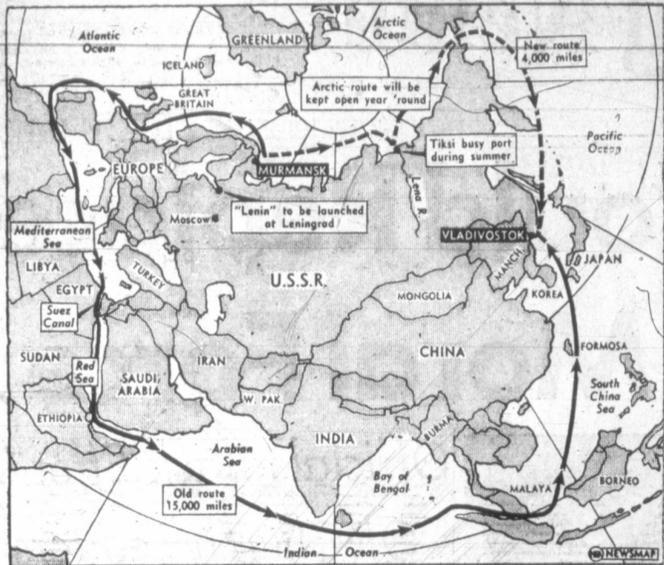 Atlantic
Ocean
GREENLAND
Arctic
Ocean
New route
4,000 miles
ICELAND
GREAT
BRITAIN
Arctic route will be
kept open year 'round
Pacific
Ocean
EUROPE
MURMANSK
Tiksi busy port
during summer
Lena R.
Moscow
"Lenin" to be launched
at Leningrad
Mediterranean
Sea
VLADIVOSTOK
LIBYA
TURKEY
U.S.S.R.
MANCH.
JAPAN
EGYPT
MONGOLIA
KOREA
Suez
Canal
SUDAN
IRAN
CHINA
FORMOSA
Red
Sea
SAUDI
ARABIA
W. PAK.
South
China
Sea
ETHIOPIA
INDIA
BURMA
Arabian
Sea
Bay of
Bengal
MALAYA
BORNEO
Old route
15,000 miles
Indian Ocean
NEWSMAP